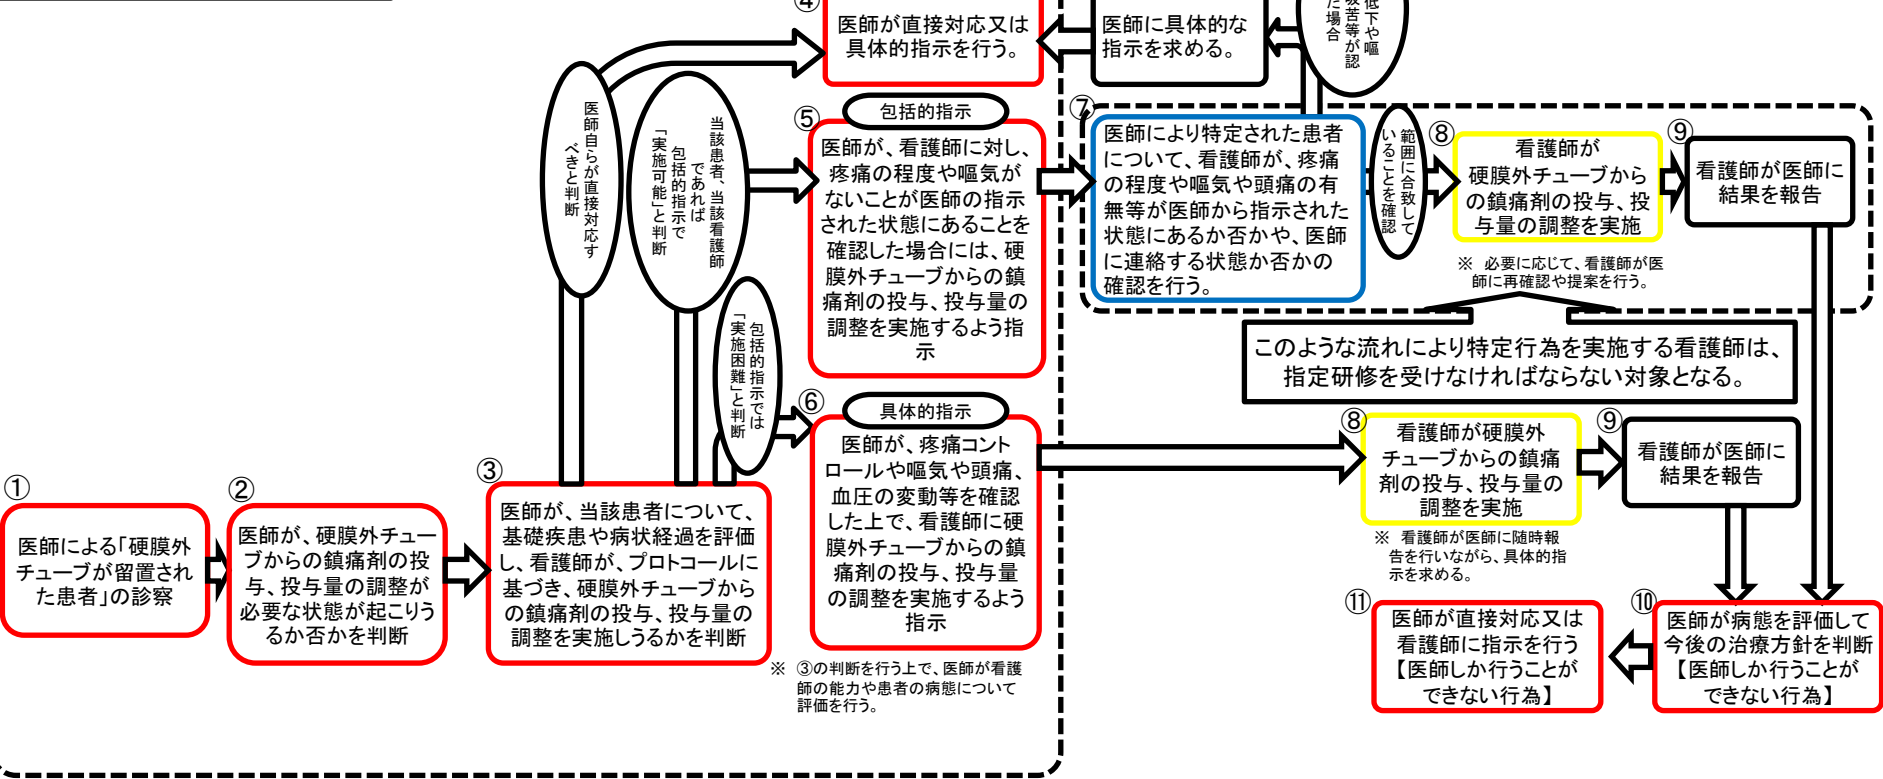 ④
医師が直接対応又は
具体的指示を行う。
医師に具体的な
指示を求める。
低下や嘔
吸苦等が認
た場合
医師自らが直接対応す
べきと判断
当該患者、当該看護師
であれば
包括的指示で
「実施可能」と判断
包括的指示では
「実施困難」と判断
⑤
包括的指示
医師が、看護師に対し、
疼痛の程度や嘔気が
ないことが医師の指示
された状態にあることを
確認した場合には、硬
膜外チューブからの鎮
痛剤の投与、投与量の
調整を実施するよう指
示
⑦
医師により特定された患者
について、看護師が、疼痛
の程度や嘔気や頭痛の有
無等が医師から指示された
状態にあるか否かや、医師
に連絡する状態か否かの
確認を行う。
範囲に合致して
いることを確認
⑧
看護師が
硬膜外チューブから
の鎮痛剤の投与、投
与量の調整を実施
※ 必要に応じて、看護師が医
師に再確認や提案を行う。
⑨
看護師が医師に
結果を報告
このような流れにより特定行為を実施する看護師は、
指定研修を受けなければならない対象となる。
⑥
具体的指示
医師が、疼痛コント
ロールや嘔気や頭痛、
血圧の変動等を確認
した上で、看護師に硬
膜外チューブからの鎮
痛剤の投与、投与量
の調整を実施するよう
指示
⑧
看護師が硬膜外
チューブからの鎮痛
剤の投与、投与量の
調整を実施
※ 看護師が医師に随時報
告を行いながら、具体的指
示を求める。
⑨
看護師が医師に
結果を報告
①
医師による「硬膜外
チューブが留置され
た患者」の診察
②
医師が、硬膜外チュー
ブからの鎮痛剤の投
与、投与量の調整が
必要な状態が起こりう
るか否かを判断
③
医師が、当該患者について、
基礎疾患や病状経過を評価
し、看護師が、プロトコールに
基づき、硬膜外チューブから
の鎮痛剤の投与、投与量の
調整を実施しうるかを判断
※ ③の判断を行う上で、医師が看護
師の能力や患者の病態について
評価を行う。
⑪
医師が直接対応又は
看護師に指示を行う
【医師しか行うことが
できない行為】
⑩
医師が病態を評価して
今後の治療方針を判断
【医師しか行うことが
できない行為】